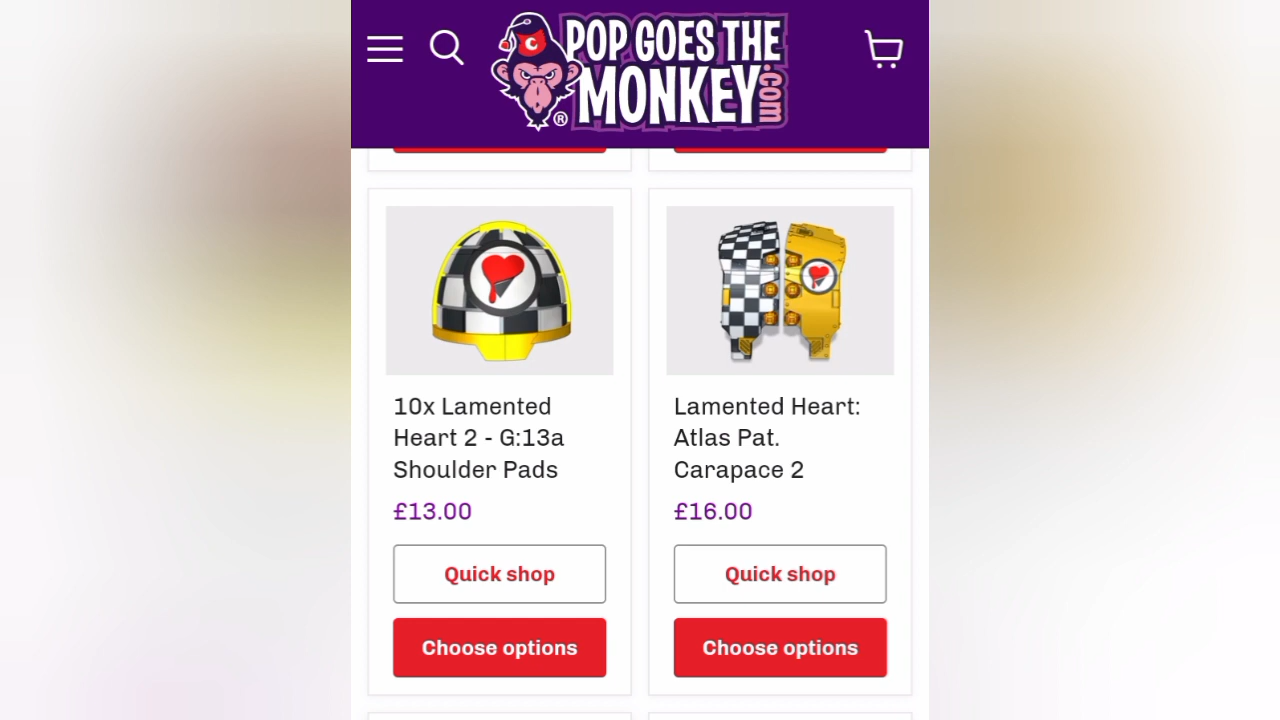 POP GOES THE
MONKEY.com
®
10x Lamented
Heart 2 - G:13a
Shoulder Pads
£13.00
Quick shop
Choose options
Lamented Heart:
Atlas Pat.
Carapace 2
£16.00
Quick shop
Choose options